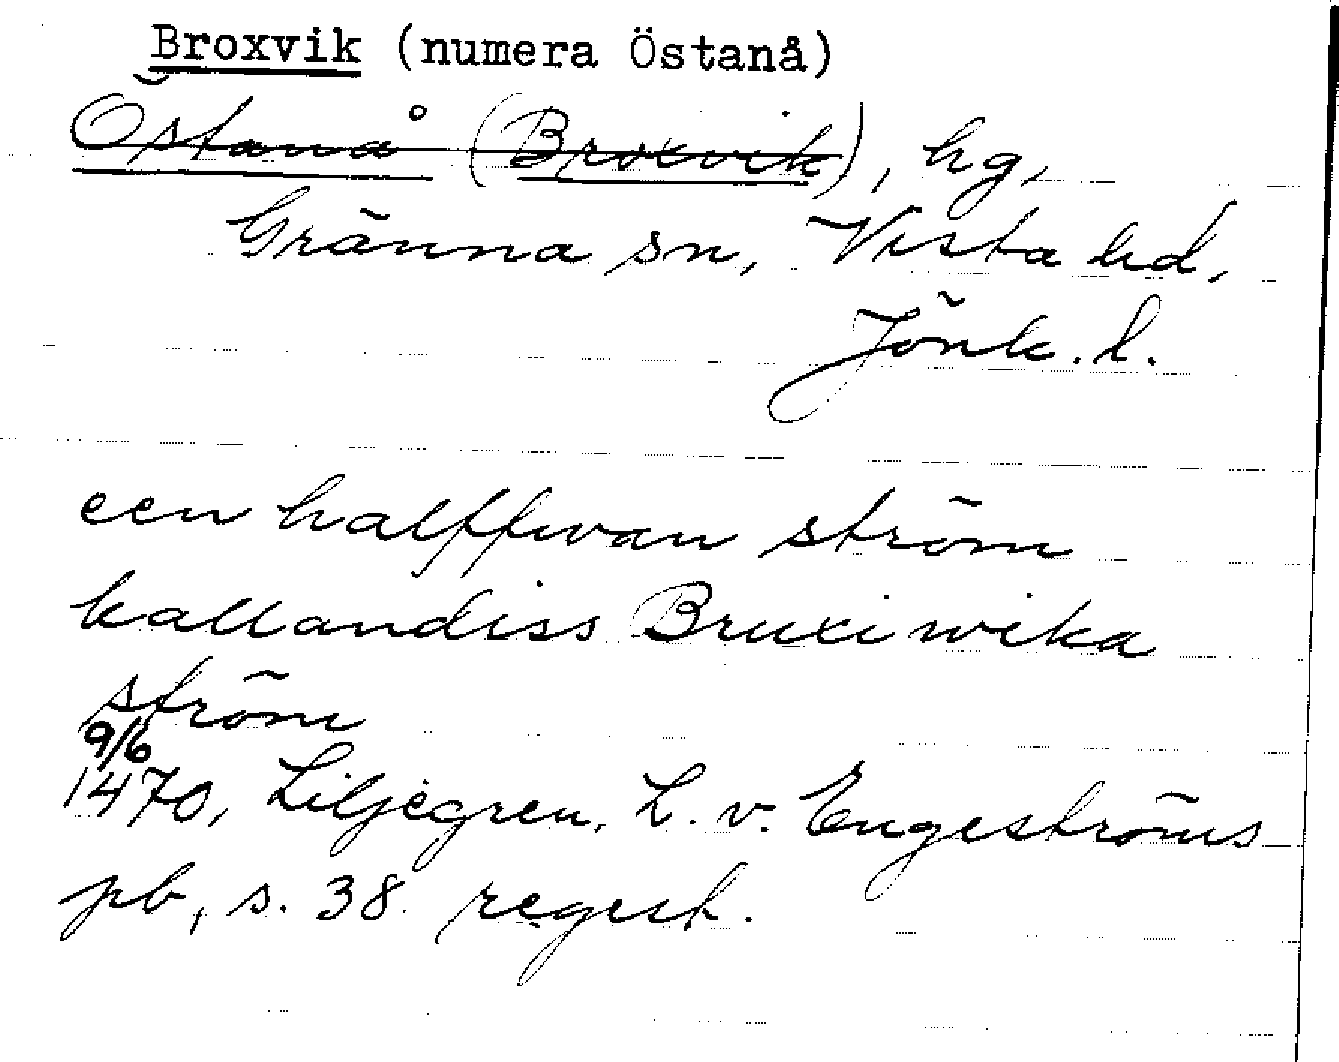 Broxvik (numera Östanå)
Östanå (Broxvik), hg,
Gränna sn, Vista hd,
Jönk. l.
een halffwan ström
kallandiss Bruxiwika
ström
9/6
1470, Liljegren, L. v. Engeströms
pb, s. 38. regest.